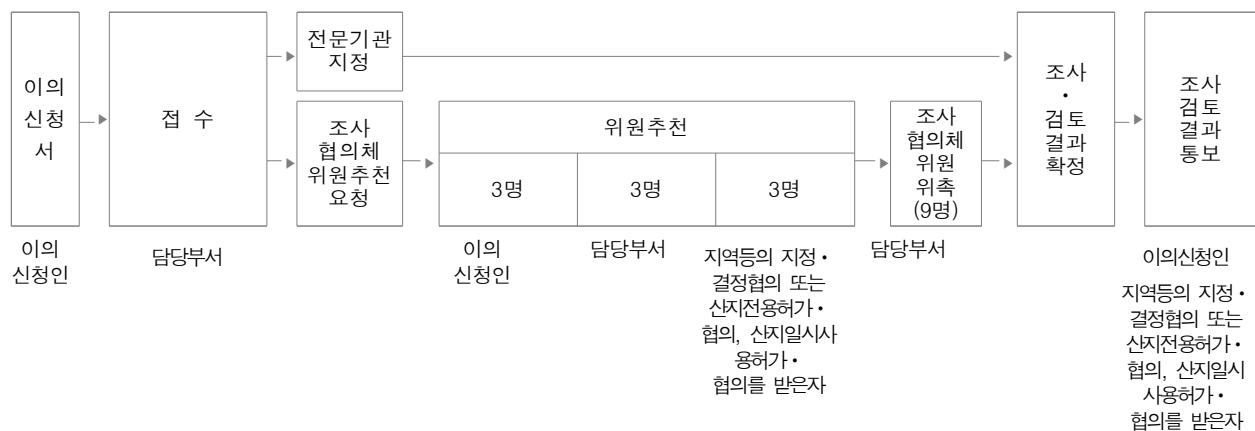 이의
신청
서
접 수
전문기관
지정
조사
협의체
위원추천
요청
위원추천
3명
3명
3명
조사
협의체
위원
위촉
(9명)
조사
·
검토
결과
확정
조사
검토
결과
통보
이의
신청인
담당부서
이의
신청인
담당부서
지역등의 지정·
결정협의 또는
산지전용허가·
협의, 산지일시사
용허가·
협의를 받은자
담당부서
이의신청인
지역등의 지정·
결정협의 또는
산지전용허가·
협의, 산지일시
사용허가·
협의를 받은자